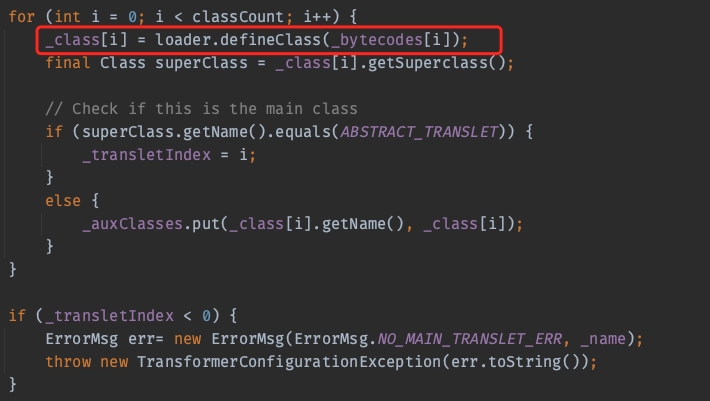 for (int i = 0; i < classCount; i++) {
_class[i] = loader.defineClass(_bytecodes[i]);
final Class superClass = _class[i].getSuperclass();
// Check if this is the main class
if (superClass.getName().equals(ABSTRACT_TRANSLET)) {
_transletIndex = i;
}
else {
_auxClasses.put(_class[i].getName(), _class[i]);
}
}
if (_transletIndex < 0) {
ErrorMsg err= new ErrorMsg(ErrorMsg.NO_MAIN_TRANSLET_ERR, _name);
throw new TransformerConfigurationException(err.toString());
}